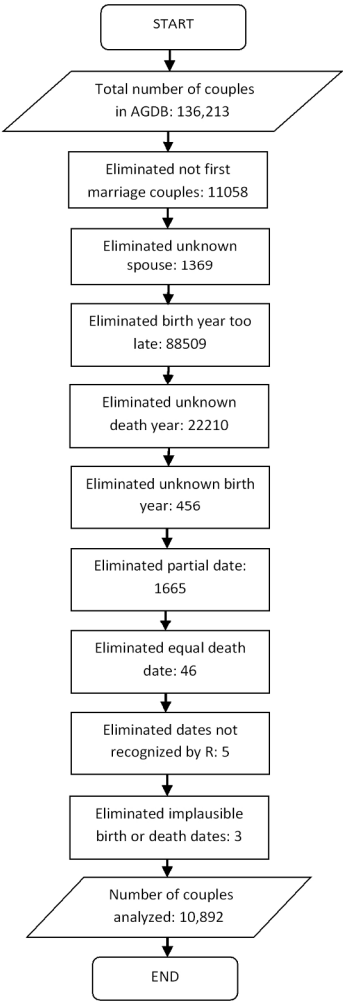 START
Total number of couples
in AGDB: 136,213
Eliminated not first
marriage couples: 11058
Eliminated unknown
spouse: 1369
Eliminated birth year too
late: 88509
Eliminated unknown
death year: 22210
Eliminated unknown birth
year: 456
Eliminated partial date:
1665
Eliminated equal death
date: 46
Eliminated dates not
recognized by R: 5
Eliminated implausible
birth or death dates: 3
Number of couples
analyzed: 10,892
END